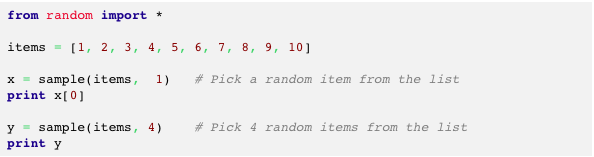 from random import *
items = [1, 2, 3, 4, 5, 6, 7, 8, 9, 10]
x = sample(items,  1)   # Pick a random item from the list
print x[0]
y = sample(items, 4)    # Pick 4 random items from the list
print y